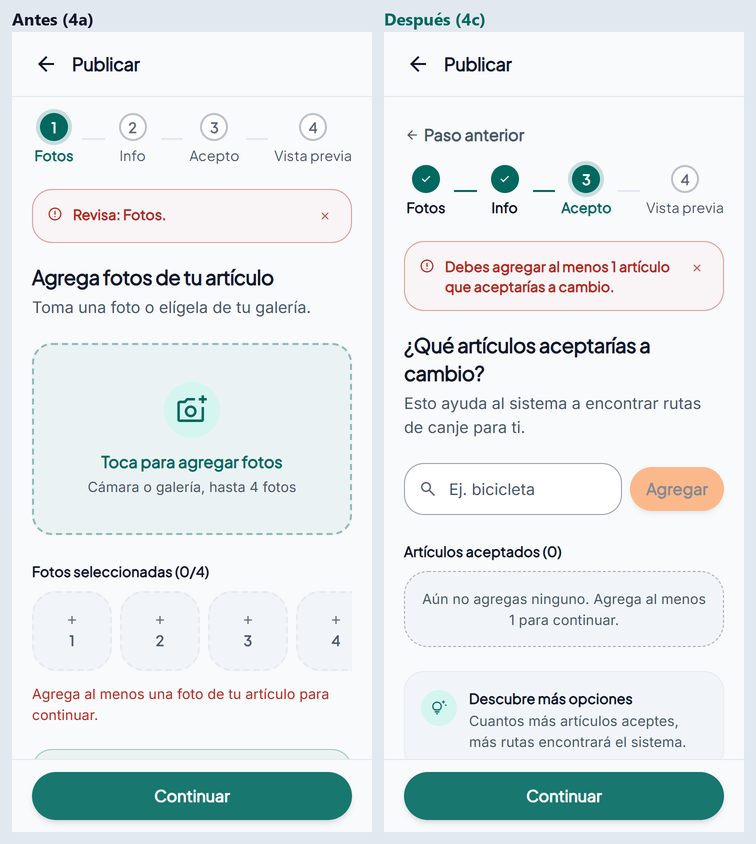 Antes (4a)
Publicar
1
2
3
4
Fotos
Info
Acepto
Vista previa
Revisa: Fotos.
Agrega fotos de tu artículo
Toma una foto o elígela de tu galería.
Toca para agregar fotos
Cámara o galería, hasta 4 fotos
Fotos seleccionadas (0/4)
+
1
+
2
+
3
+
4
Agrega al menos una foto de tu artículo para
continuar.
Continuar
Después (4c)
Publicar
Paso anterior
3
4
Fotos
Info
Acepto
Vista previa
Debes agregar al menos 1 artículo
que aceptarías a cambio.
¿Qué artículos aceptarías a
cambio?
Esto ayuda al sistema a encontrar rutas
de canje para ti.
Ej. bicicleta
Agregar
Artículos aceptados (0)
Aún no agregas ninguno. Agrega al menos
1 para continuar.
Descubre más opciones
Cuantos más artículos aceptes,
más rutas encontrará el sistema.
Continuar